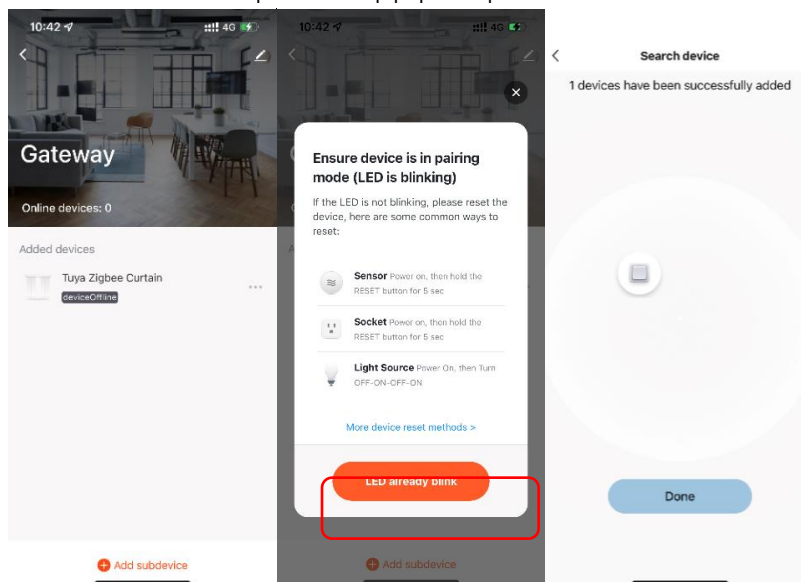 10:42
4G
Gateway
Online devices: 0
Added devices
Tuya Zigbee Curtain
deviceOffline
Add subdevice
10:42
4G
Ensure device is in pairing
mode (LED is blinking)
If the LED is not blinking, please reset the
device, here are some common ways to
reset:
Sensor Power on, then hold the
RESET button for 5 sec
Socket Power on, then hold the
RESET button for 5 sec
Light Source Power On, then Turn
OFF-ON-OFF-ON
More device reset methods >
LED already blink
Add subdevice
Search device
1 devices have been successfully added
Done